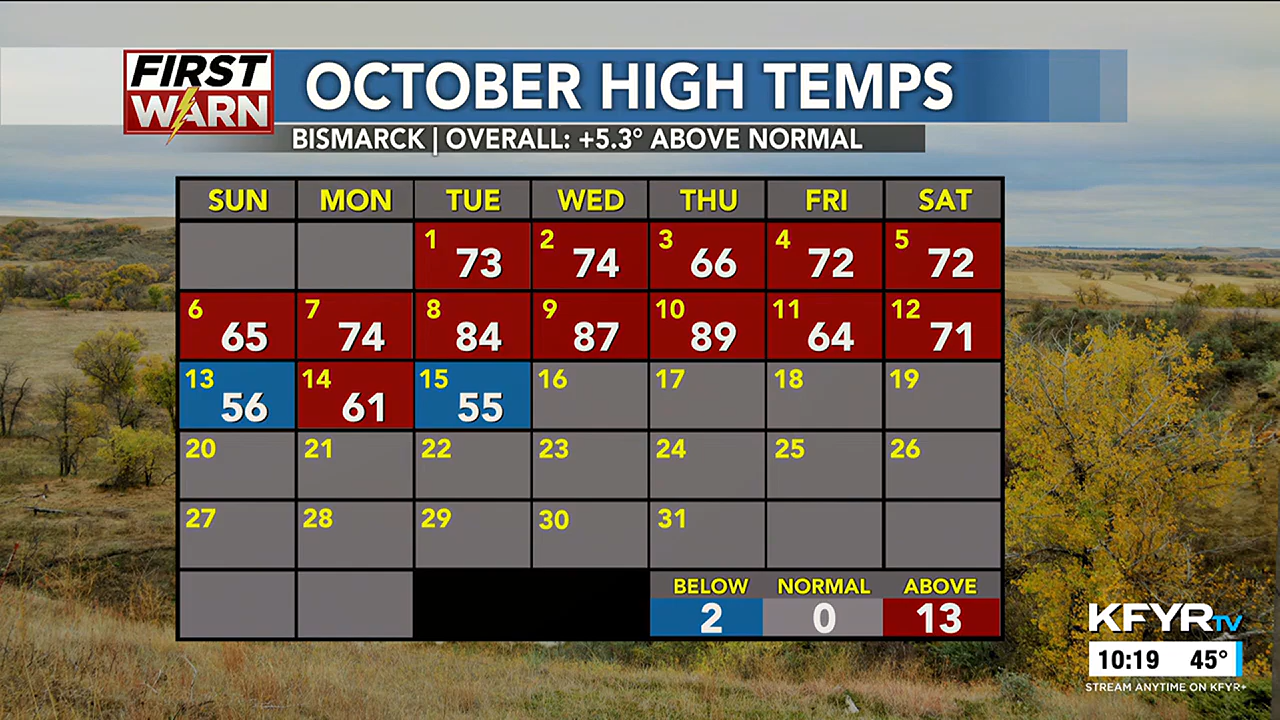 FIRST
WARN
OCTOBER HIGH TEMPS
BISMARCK | OVERALL: +5.3° ABOVE NORMAL
SUN MON TUE WED THU FRI SAT
1 73 2 74 3 66 4 72 5 72
6 65 7 74 8 84 9 87 10 89 11 64 12 71
13 56 14 61 15 55 16 17 18 19
20 21 22 23 24 25 26
27 28 29 30 31
BELOW NORMAL ABOVE
2 0 13
KFYR TV
10:19 45°
STREAM ANYTIME ON KFYR+